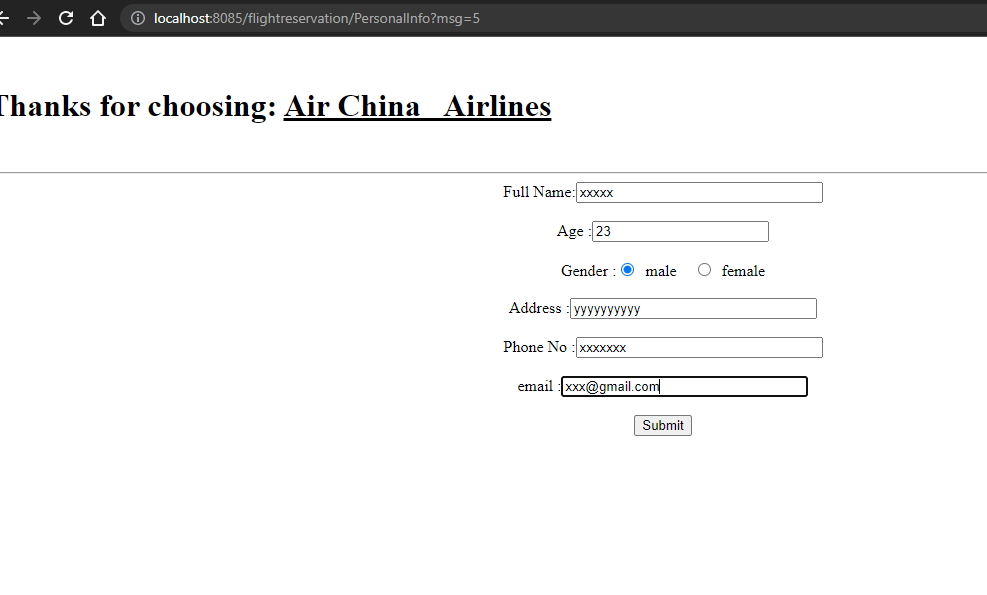 localhost:8085/flightreservation/PersonalInfo?msg=5
Thanks for choosing: Air China Airlines
Full Name:xxxxx
Age :23
Gender : male female
Address :yyyyyyyyyy
Phone No :xxxxxxx
email :xxx@gmail.com
Submit